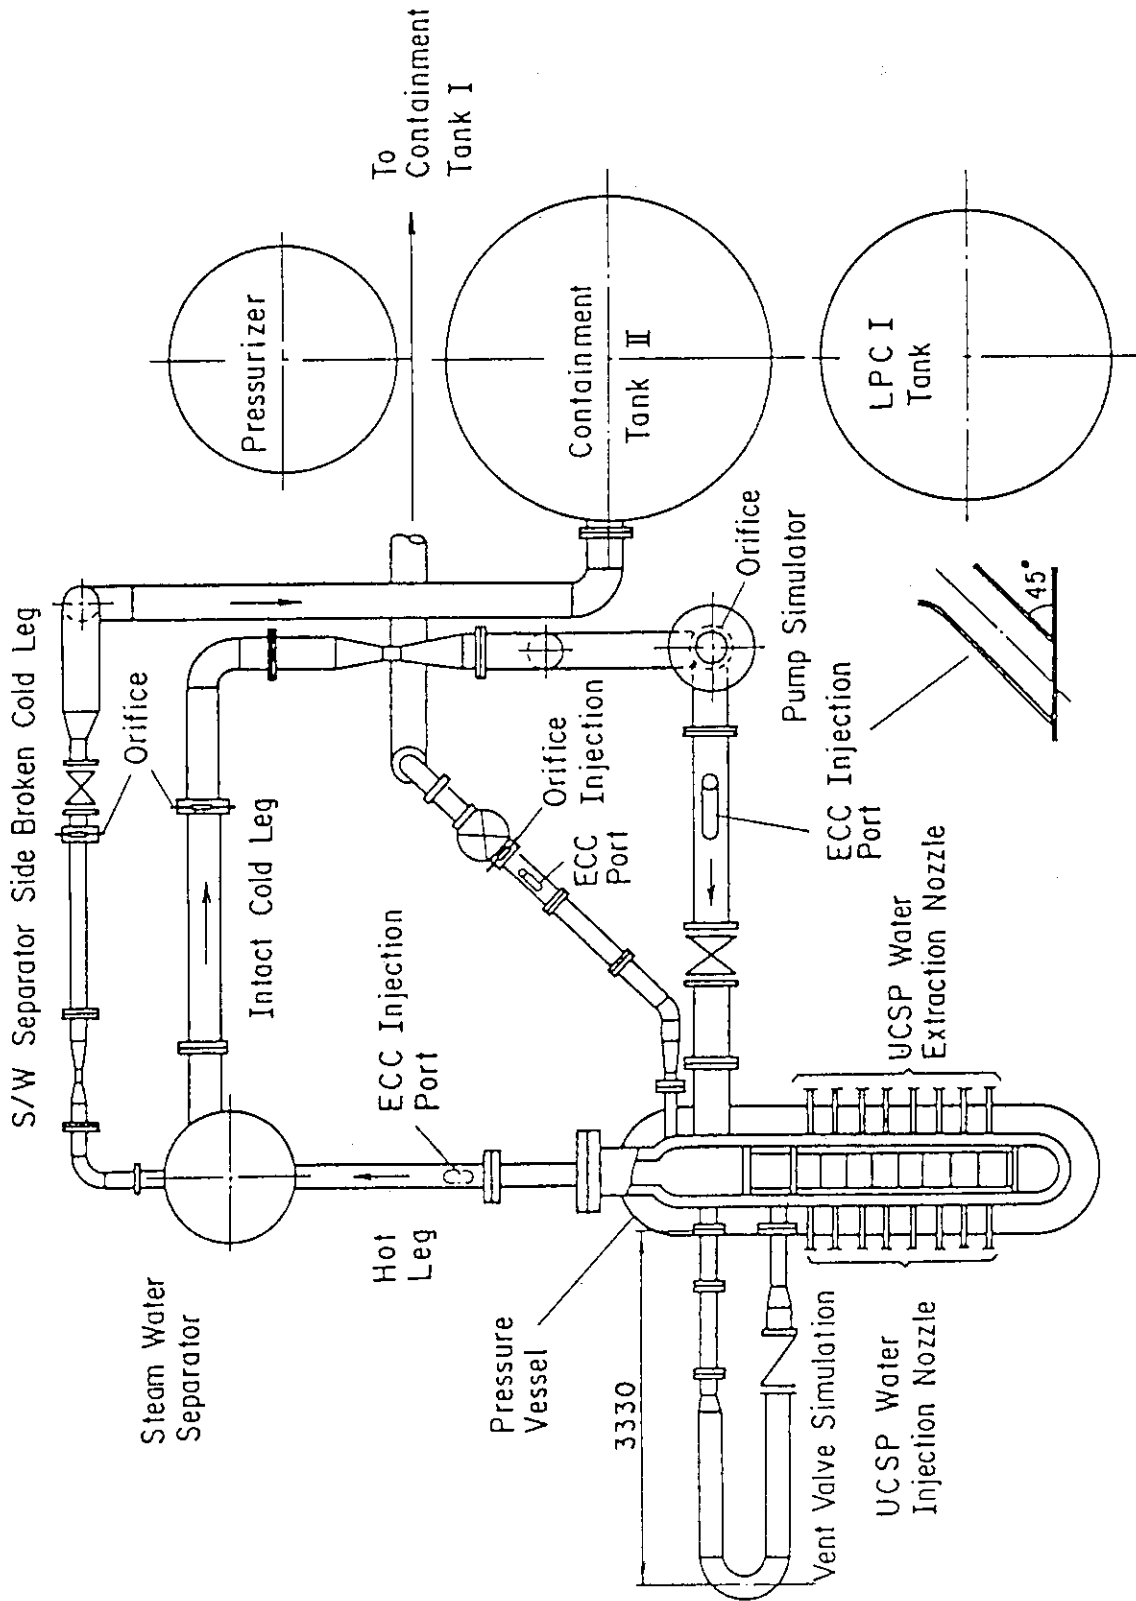 S/W Separator Side Broken Cold Leg
Orifice
Intact Cold Leg
Steam Water
Separator
Hot
Leg
ECC Injection
Port
Pressure
Vessel
3330
Vent Valve Simulation
UCSP Water
Injection Nozzle
UCSP Water
Extraction Nozzle
Orifice
ECC Injection
Port
ECC Injection
Port
Pump Simulator
Orifice
45°
Pressurizer
To
Containment
Tank I
Containment
Tank II
LPCI
Tank